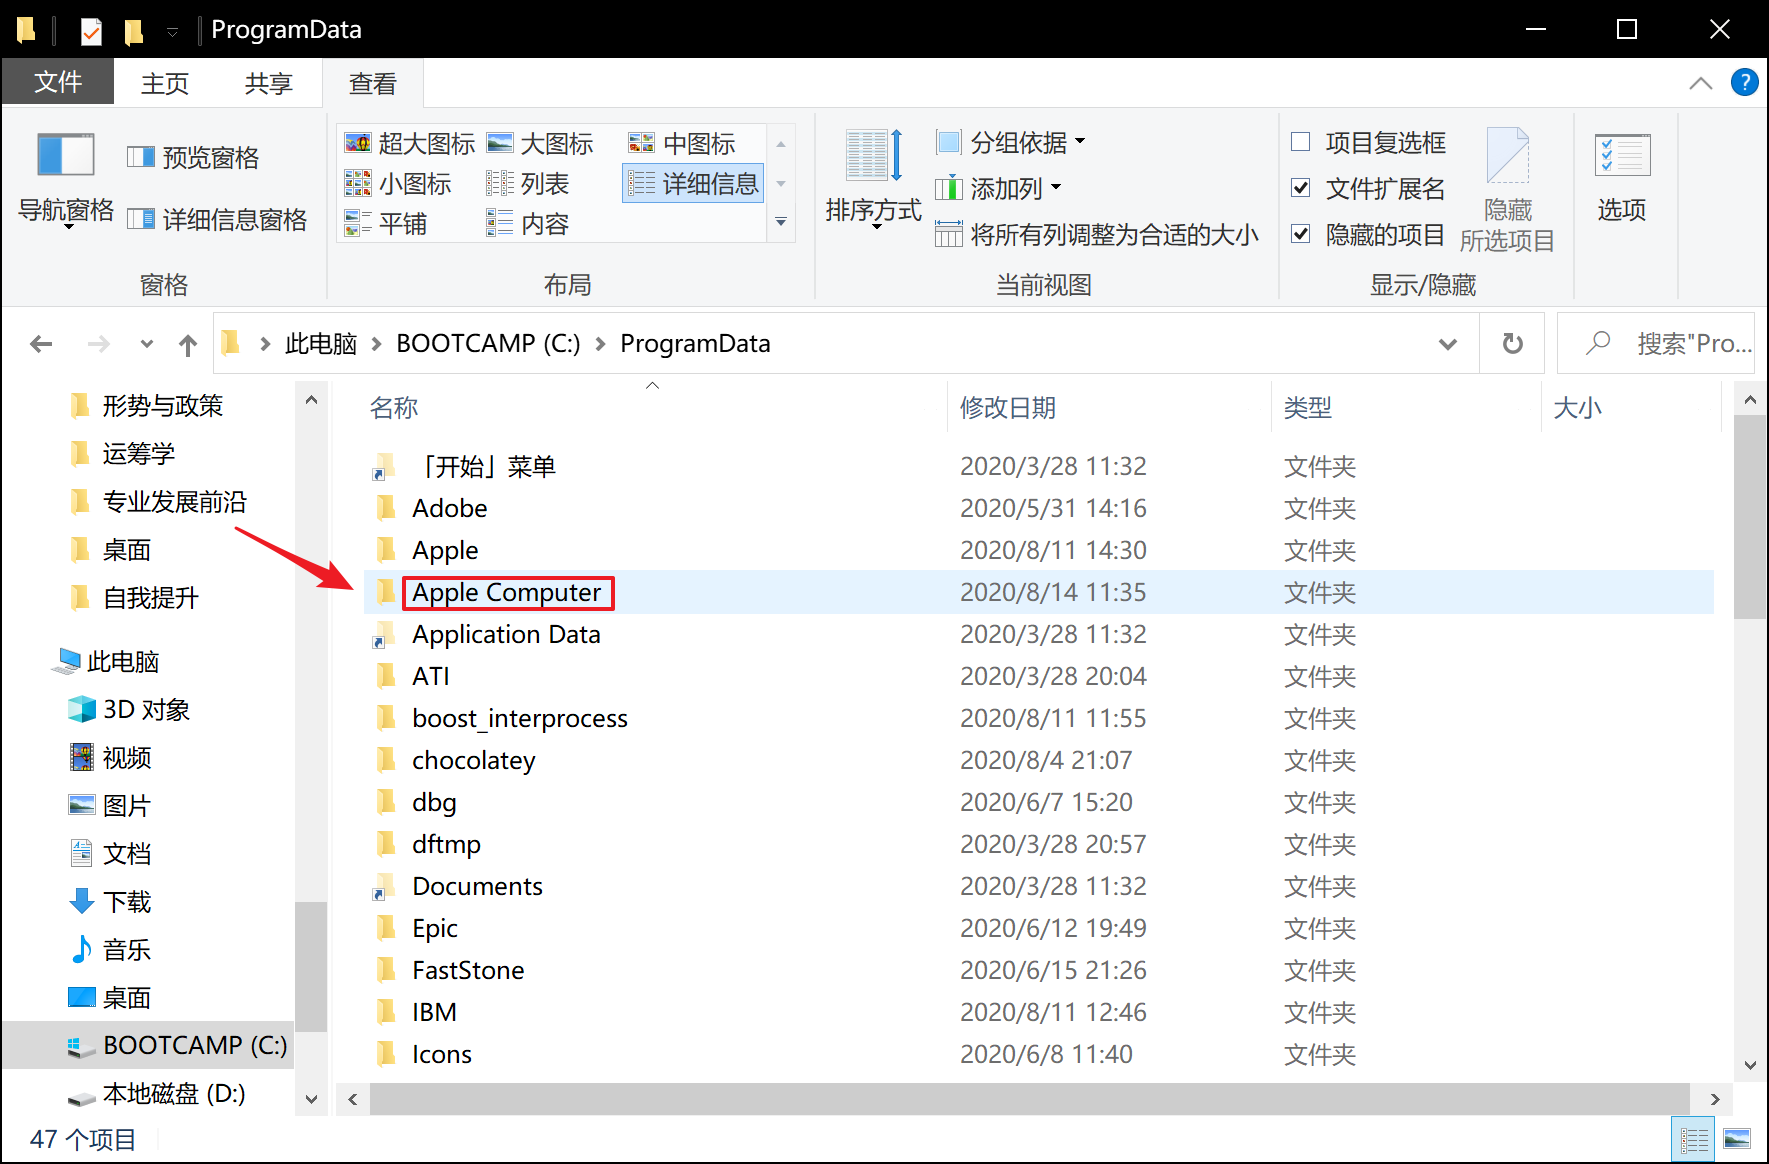 ProgramData
文件 主页 共享 查看
导航窗格
预览窗格
详细信息窗格
窗格
超大图标 大图标 中图标
小图标 列表 详细信息
平铺 内容
布局
排序方式
分组依据
添加列
将所有列调整为合适的大小
当前视图
项目复选框
文件扩展名
隐藏的项目
隐藏
所选项目
显示/隐藏
选项
此电脑 BOOTCAMP (C:) ProgramData
搜索"Pro...
形势与政策
运筹学
专业发展前沿
桌面
自我提升
此电脑
3D 对象
视频
图片
文档
下载
音乐
桌面
BOOTCAMP (C:)
本地磁盘 (D:)
名称 修改日期 类型 大小
「开始」菜单 2020/3/28 11:32 文件夹
Adobe 2020/5/31 14:16 文件夹
Apple 2020/8/11 14:30 文件夹
Apple Computer 2020/8/14 11:35 文件夹
Application Data 2020/3/28 11:32 文件夹
ATI 2020/3/28 20:04 文件夹
boost_interprocess 2020/8/11 11:55 文件夹
chocolatey 2020/8/4 21:07 文件夹
dbg 2020/6/7 15:20 文件夹
dftmp 2020/3/28 20:57 文件夹
Documents 2020/3/28 11:32 文件夹
Epic 2020/6/12 19:49 文件夹
FastStone 2020/6/15 21:26 文件夹
IBM 2020/8/11 12:46 文件夹
Icons 2020/6/8 11:40 文件夹
47 个项目